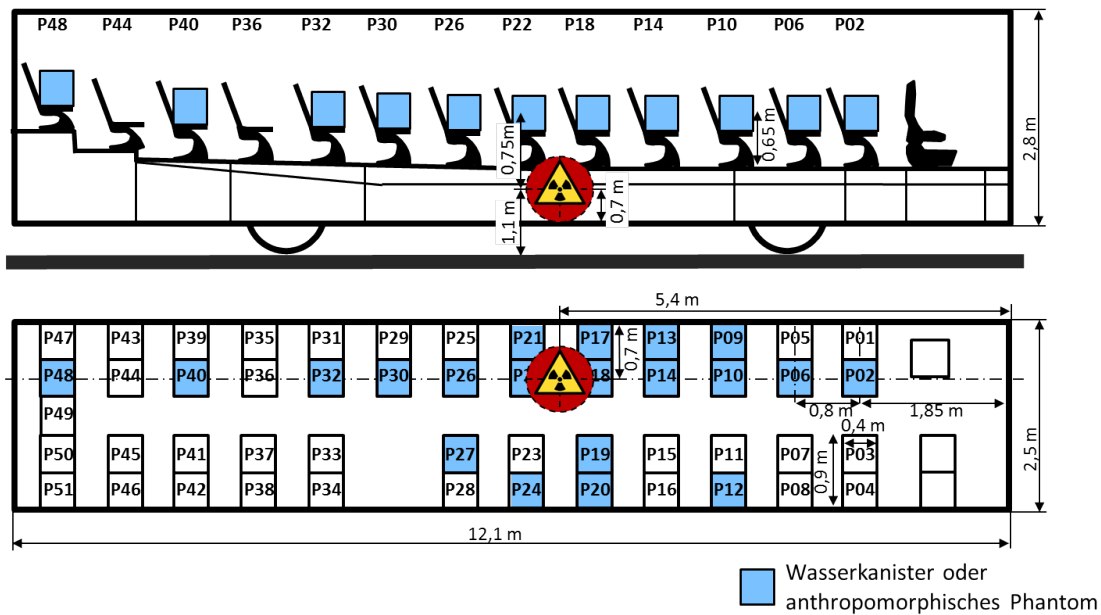 P48 P44 P40 P36 P32 P30 P26 P22 P18 P14 P10 P06 P02
0,75m
0,65 m
2,8 m
1,1 m
0,7 m
5,4 m
P47 P43 P39 P35 P31 P29 P25 P21 P17 P13 P09 P05 P01
0,7 m
P48 P44 P40 P36 P32 P30 P26 P14 P10 P06 P02
P49
0,8 m
1,85 m
0,4 m
2,5 m
P50 P45 P41 P37 P33 P27 P23 P19 P15 P11 P07 P03
0,9 m
P51 P46 P42 P38 P34 P28 P24 P20 P16 P12 P08 P04
12,1 m
Wasserkanister oder
anthropomorphisches Phantom